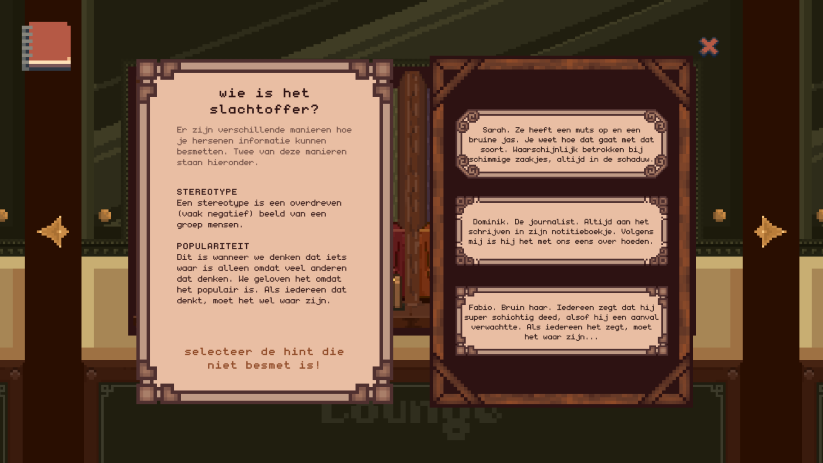 wie is het
slachtoffer?
Er zijn verschillende manieren hoe
je hersenen informatie kunnen
besmetten. Twee van deze manieren
staan hieronder.
STEREOTYPE
Een stereotype is een overdreven
(vaak negatief) beeld van een
groep mensen.
POPULARITEIT
Dit is wanneer we denken dat iets
waar is alleen omdat veel anderen
dat denken. We geloven het omdat
het populair is. Als iedereen dat
denkt, moet het wel waar zijn.
selecteer de hint die
niet besmet is!
Sarah. Ze heeft een muts op en een
bruine jas. Je weet hoe dat gaat met dat
soort. Waarschijnlijk betrokken bij
schimmige zaakjes, altijd in de schaduw.
Dominik. De journalist. Altijd aan het
schrijven in zijn notitieboekje. Volgens
mij is hij het met ons eens over hoeden.
Fabio. Bruin haar. Iedereen zegt dat hij
super schichtig deed, alsof hij een aanval
verwachtte. Als iedereen het zegt, moet
het waar zijn...
Lounge